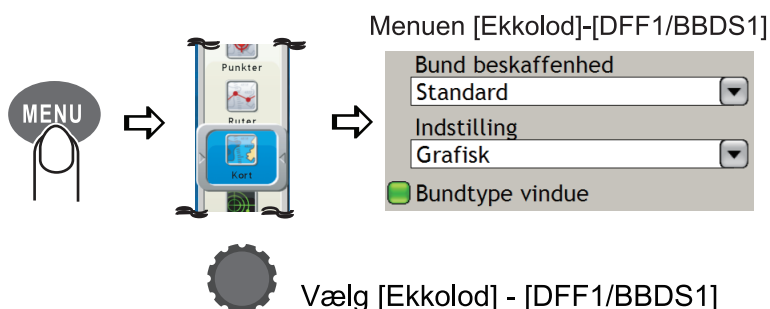 Menuen [Ekkolod]-[DFF1/BBDS1]
MENU
Punkter
Ruter
Kort
Bund beskaffenhed
Standard
Indstilling
Grafisk
Bundtype vindue
Vælg [Ekkolod] - [DFF1/BBDS1]